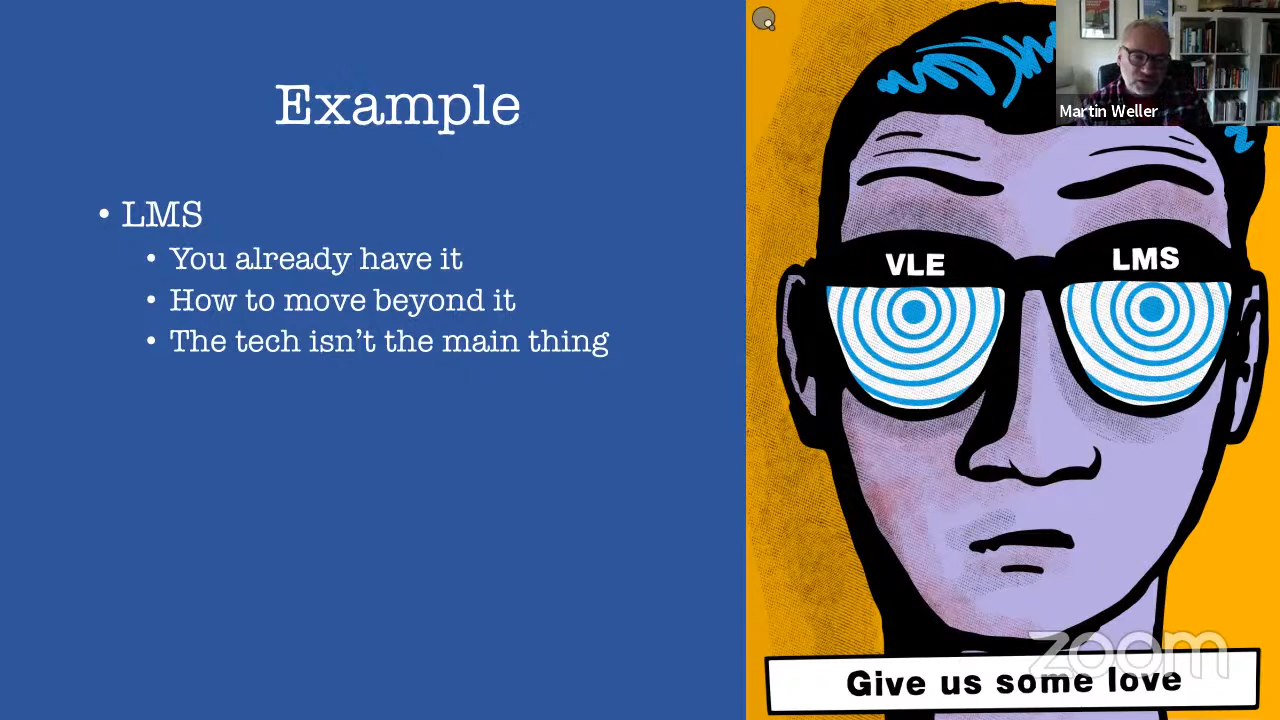 Example
• LMS
• You already have it
• How to move beyond it
• The tech isn't the main thing
Martin Weller
VLE
LMS
zoom
Give us some love